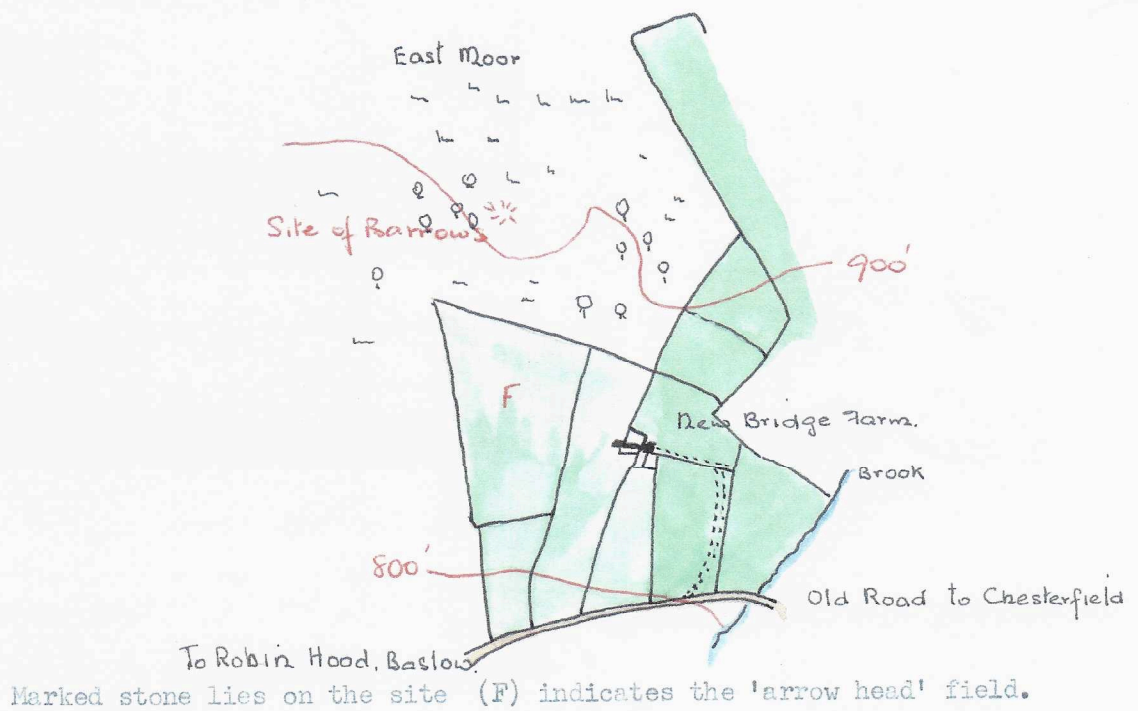 East Moor
Site of Barrows
900'
F
New Bridge Farm.
Brook
800'
Old Road to Chesterfield
To Robin Hood, Baslow.
Marked stone lies on the site (F) indicates the 'arrow head' field.